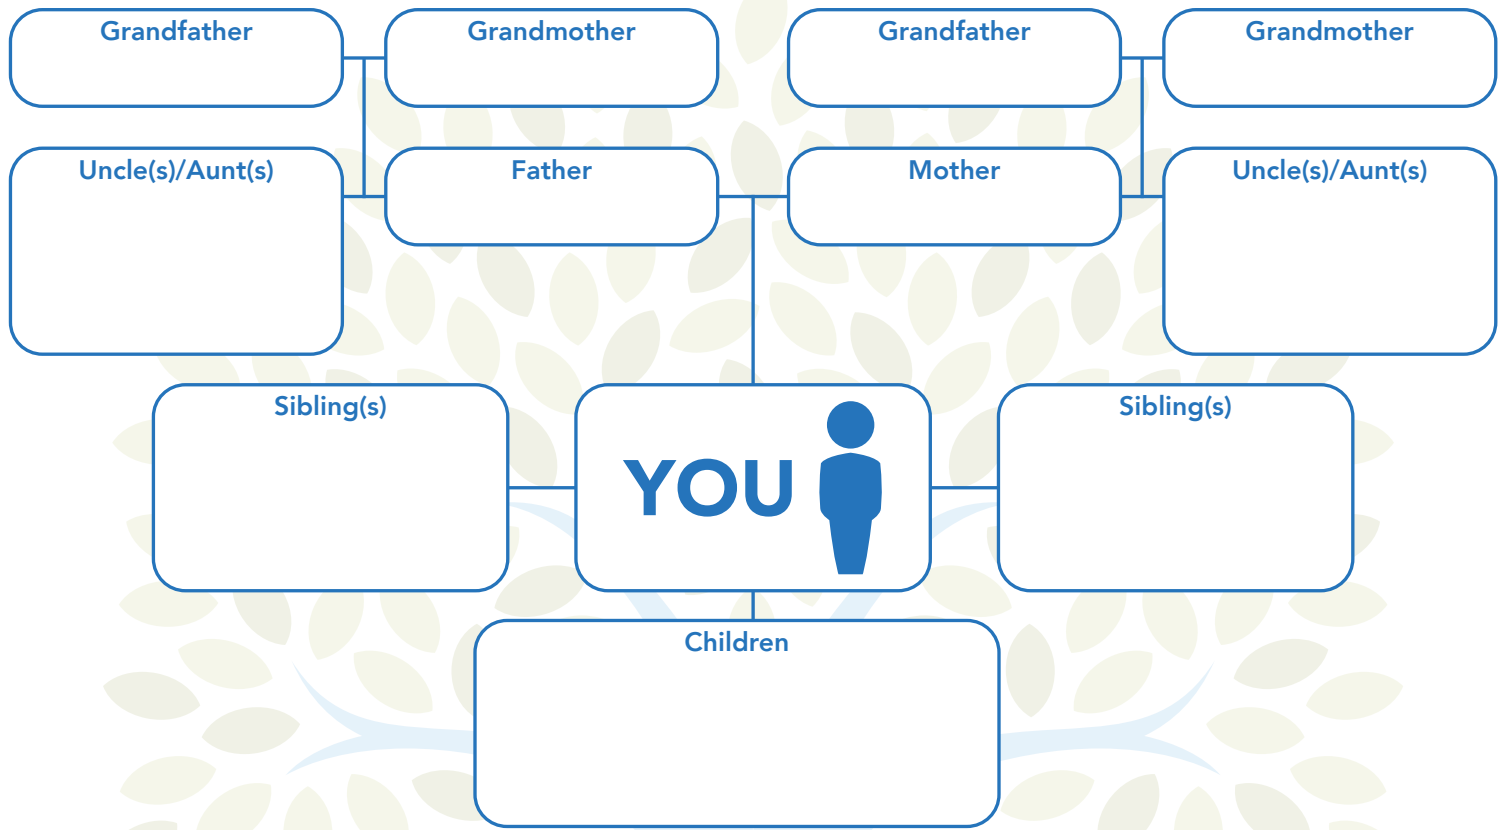 Grandfather
Grandmother
Grandfather
Grandmother
Uncle(s)/Aunt(s)
Father
Mother
Uncle(s)/Aunt(s)
Sibling(s)
YOU
Sibling(s)
Children